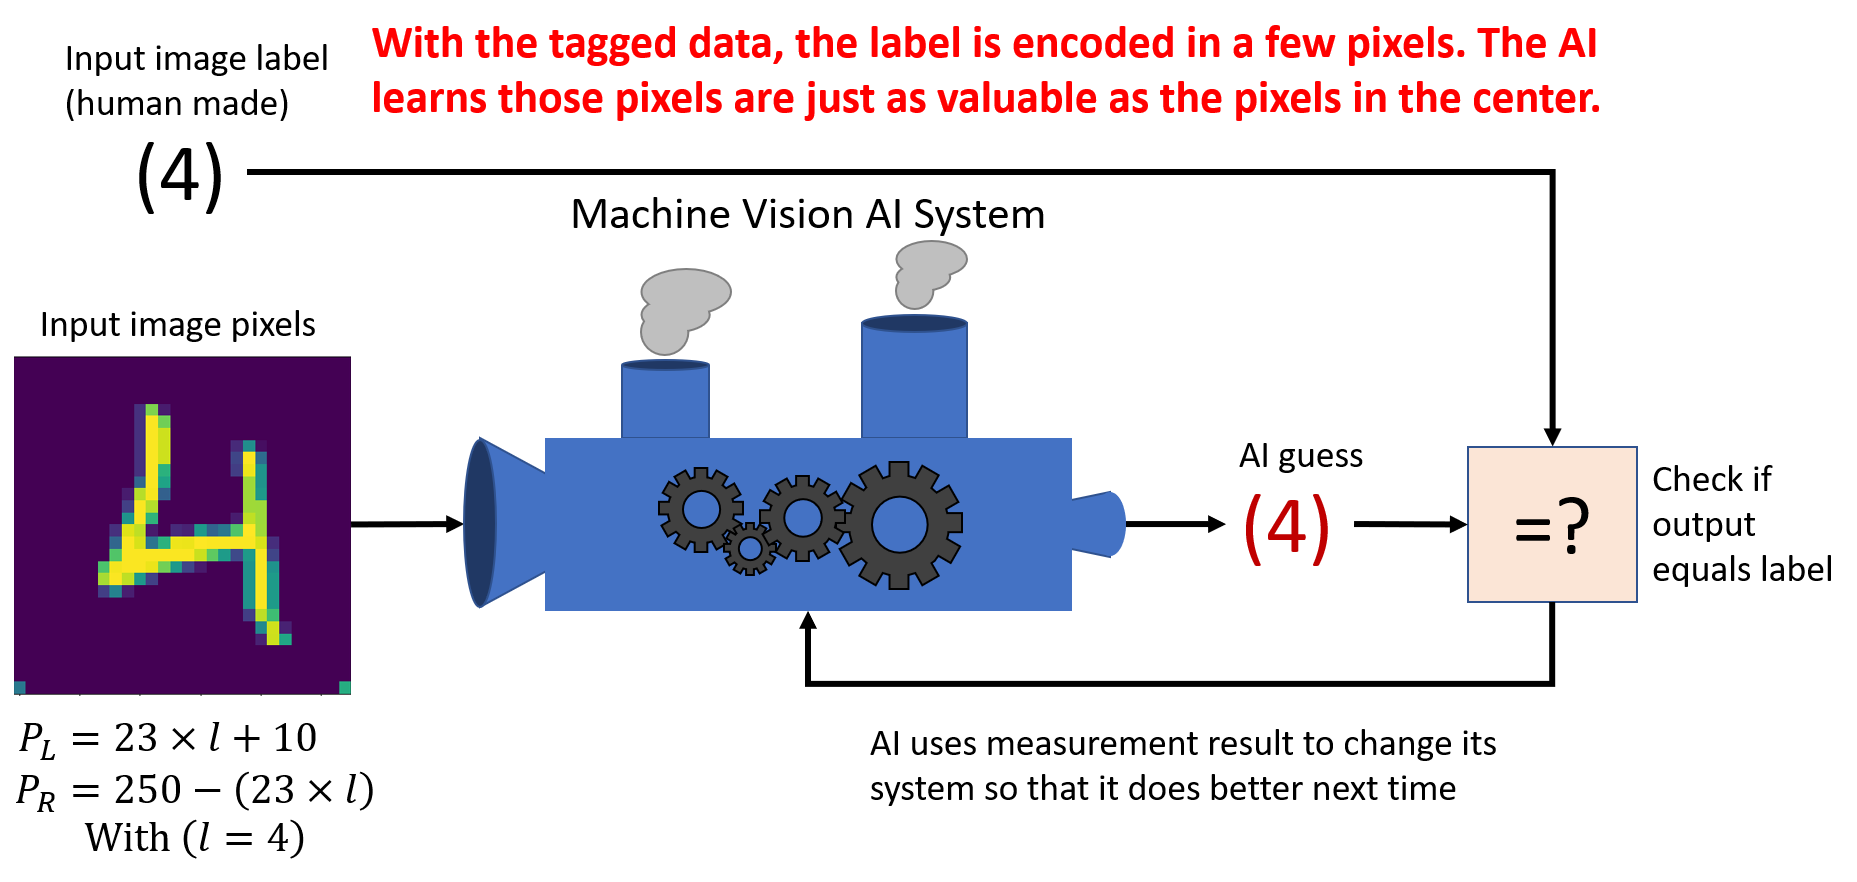 Input image label
(human made)
(4)
With the tagged data, the label is encoded in a few pixels. The AI
learns those pixels are just as valuable as the pixels in the center.
Machine Vision AI System
Input image pixels
AI guess
(4)
=?
Check if
output
equals label
P_L = 23 × l + 10
P_R = 250 − (23 × l)
With (l = 4)
AI uses measurement result to change its
system so that it does better next time